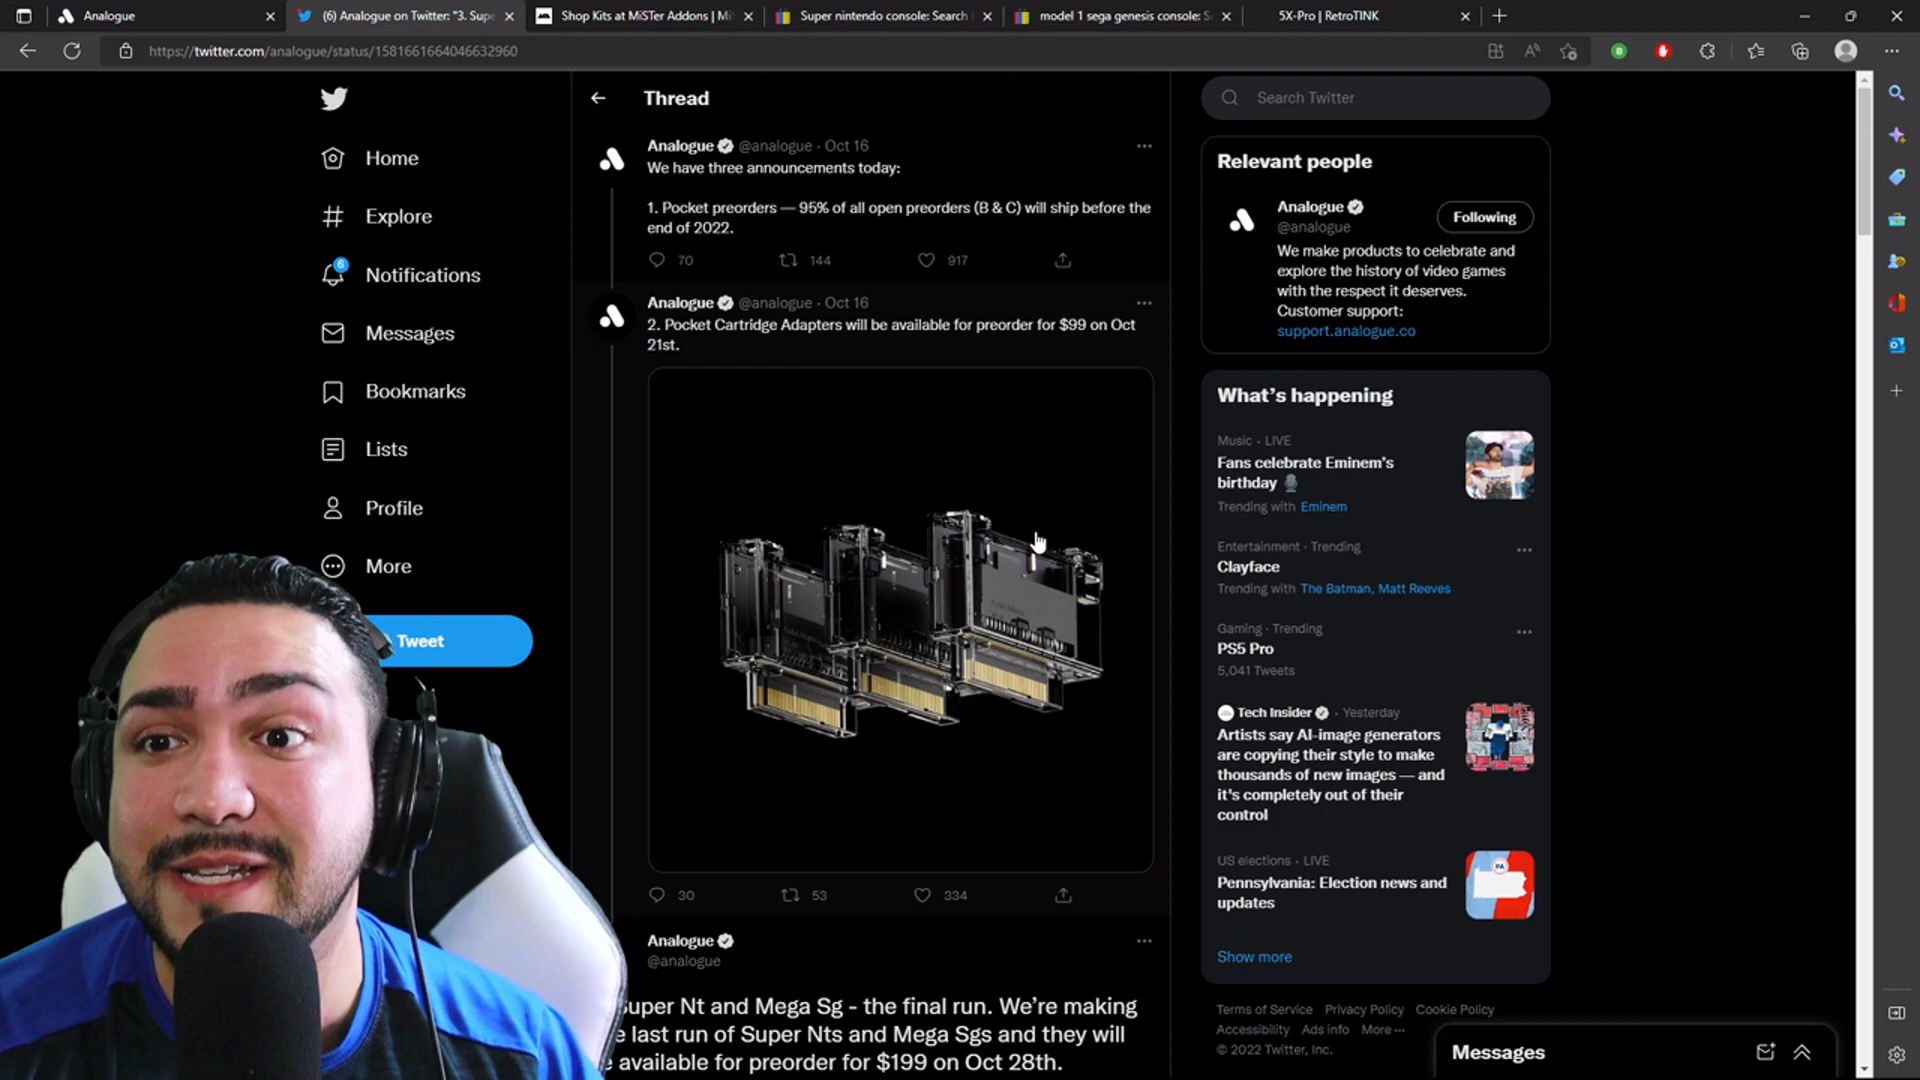 Analogue
(6) Analogue on Twitter: "3. Supe
Shop Kits at MiSTer Addons | Mi
Super nintendo console: Search
model 1 sega genesis console: S
5X-Pro | RetroTINK
https://twitter.com/analogue/status/1581661664046632960
Home
Explore
6
Notifications
Messages
Bookmarks
Lists
Profile
More
Tweet
Thread
Analogue @analogue · Oct 16
We have three announcements today:
1. Pocket preorders — 95% of all open preorders (B & C) will ship before the
end of 2022.
70 144 917
Analogue @analogue · Oct 16
2. Pocket Cartridge Adapters will be available for preorder for $99 on Oct
21st.
30 53 334
Analogue
@analogue
Super Nt and Mega Sg - the final run. We're making
e last run of Super Nts and Mega Sgs and they will
e available for preorder for $199 on Oct 28th.
Search Twitter
Relevant people
Analogue
@analogue
Following
We make products to celebrate and
explore the history of video games
with the respect it deserves.
Customer support:
support.analogue.co
What's happening
Music · LIVE
Fans celebrate Eminem's
birthday
Trending with Eminem
Entertainment · Trending
Clayface
Trending with The Batman, Matt Reeves
Gaming · Trending
PS5 Pro
5,041 Tweets
Tech Insider · Yesterday
Artists say AI-image generators
are copying their style to make
thousands of new images — and
it's completely out of their
control
US elections · LIVE
PA
Pennsylvania: Election news and
updates
Show more
Terms of Service Privacy Policy Cookie Policy
Accessibility Ads info More ···
© 2022 Twitter, Inc.
Messages